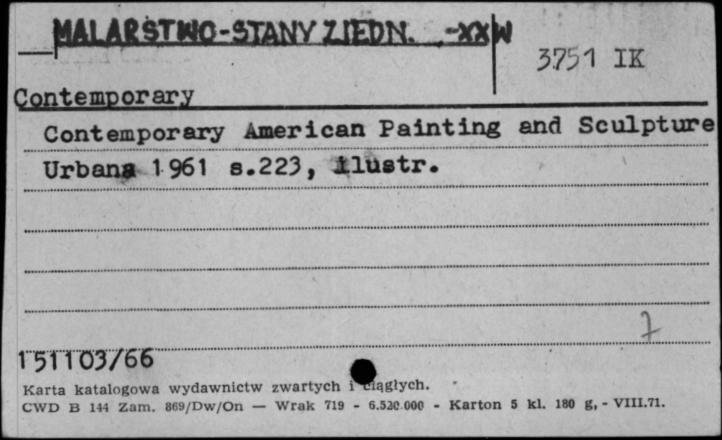 MALARSTWO-STANY ZJEDN. -XX W
3751 IK
Contemporary
Contemporary American Painting and Sculpture
Urbana 1961 s.223, ilustr.
7
151103/66
Karta katalogowa wydawnictw zwartych i ciągłych.
CWD B 144 Zam. 869/Dw/On — Wrak 719 - 6.520.000 - Karton 5 kl. 180 g, - VIII.71.